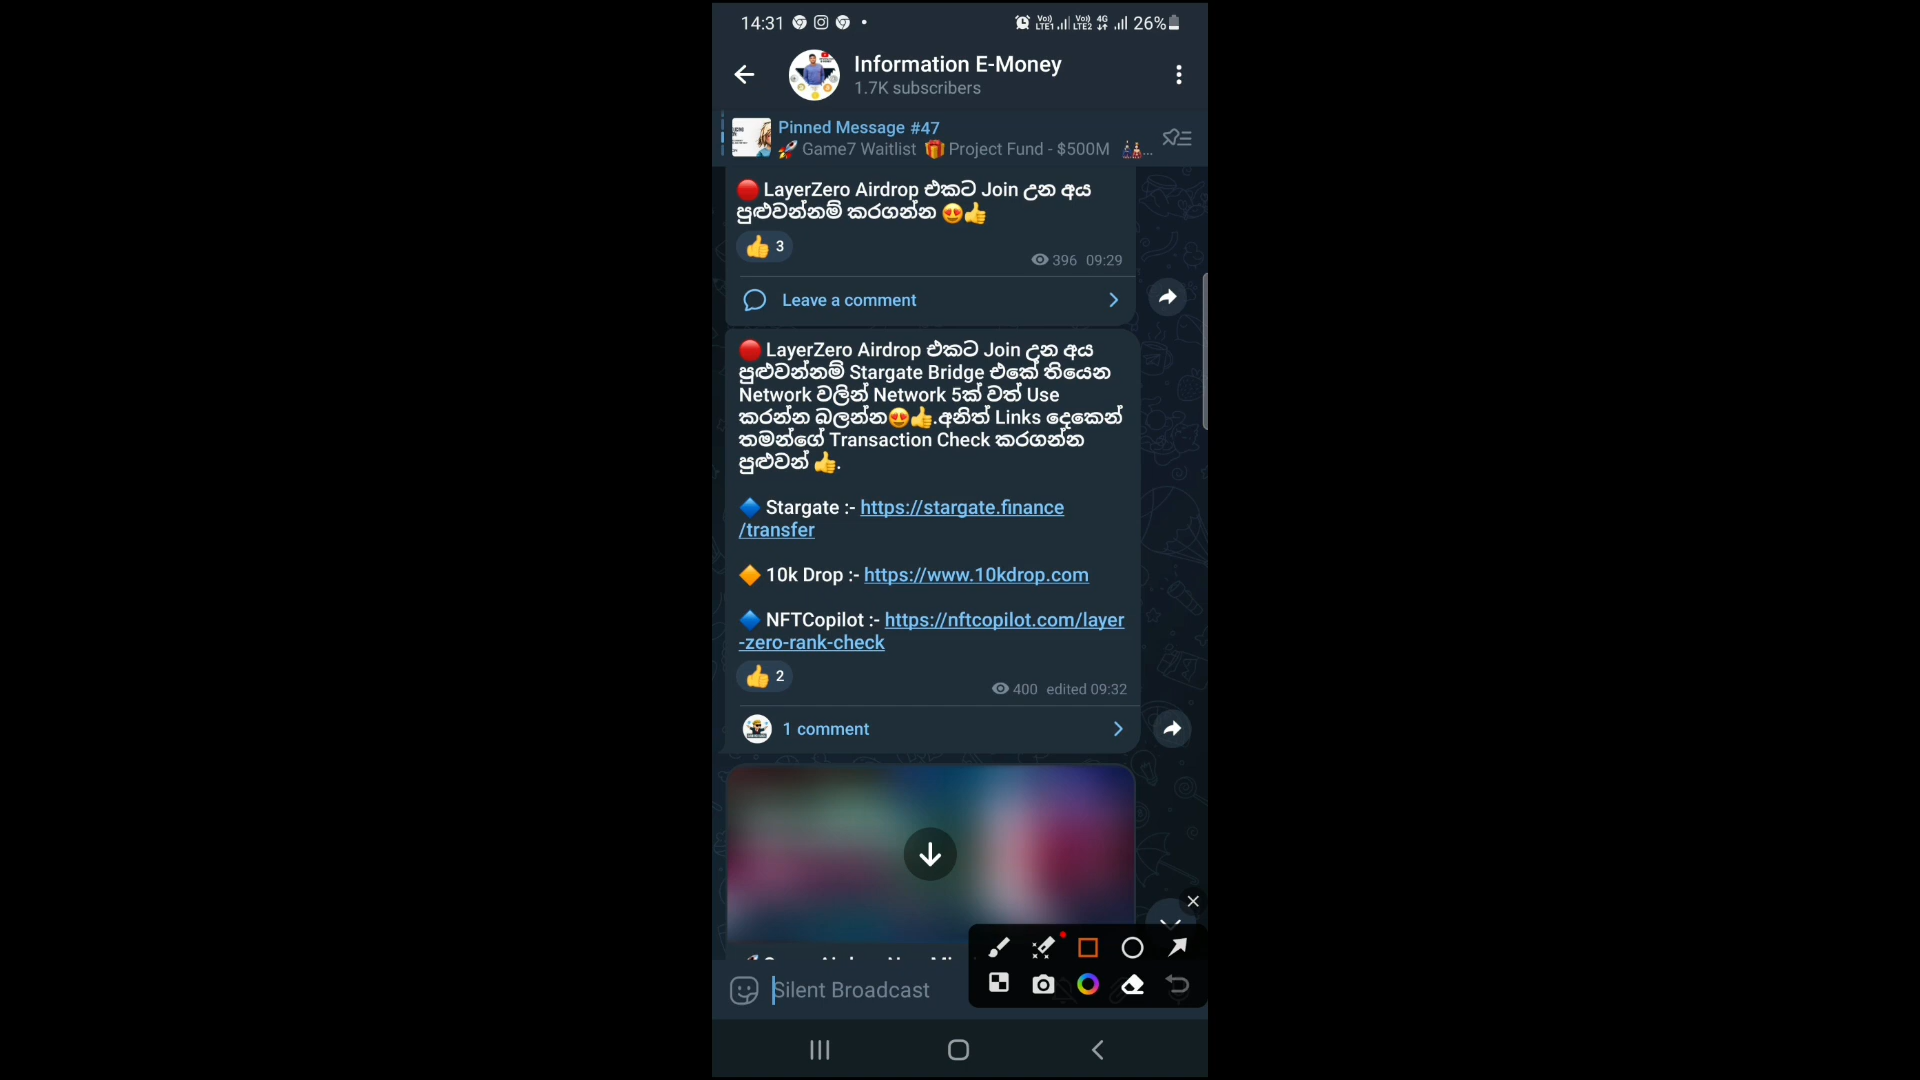 14:31
VoLTE1 VoLTE2 4G 26%
Information E-Money
1.7K subscribers
Pinned Message #47
🚀 Game7 Waitlist 🎁 Project Fund - $500M 🎎...
🔴 LayerZero Airdrop එකට Join උන අය
පුළුවන්නම් කරගන්න 😍👍
👍 3
396 09:29
Leave a comment
🔴 LayerZero Airdrop එකට Join උන අය
පුළුවන්නම් Stargate Bridge එකේ තියෙන
Network වලින් Network 5ක් වත් Use
කරන්න බලන්න😍👍.අනිත් Links දෙකෙන්
තමන්ගේ Transaction Check කරගන්න
පුළුවන් 👍.
🔷 Stargate :- https://stargate.finance
/transfer
🔶 10k Drop :- https://www.10kdrop.com
🔷 NFTCopilot :- https://nftcopilot.com/layer
-zero-rank-check
👍 2
400 edited 09:32
1 comment
Silent Broadcast